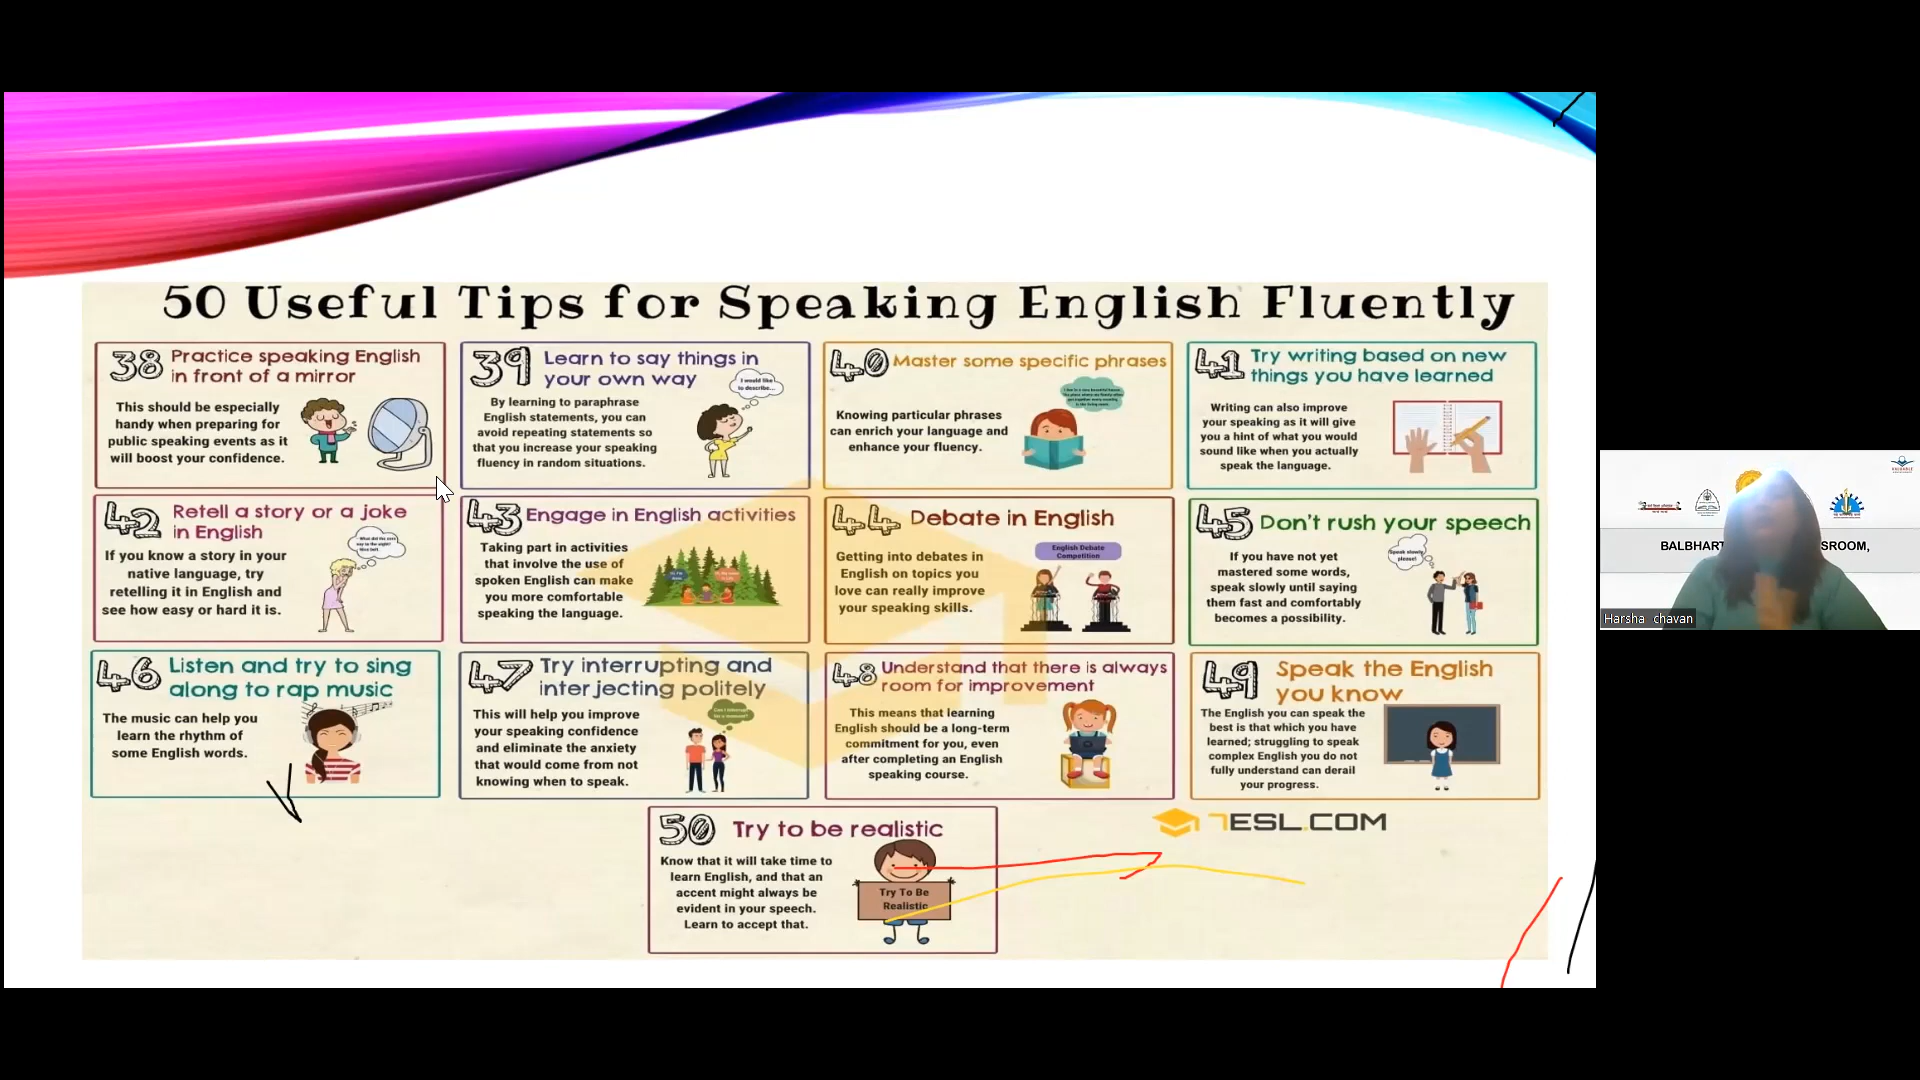 50 Useful Tips for Speaking English Fluently
38 Practice speaking English
in front of a mirror
This should be especially
handy when preparing for
public speaking events as it
will boost your confidence.
39 Learn to say things in
your own way
I would like
to describe...
By learning to paraphrase
English statements, you can
avoid repeating statements so
that you increase your speaking
fluency in random situations.
40 Master some specific phrases
Knowing particular phrases
can enrich your language and
enhance your fluency.
41 Try writing based on new
things you have learned
Writing can also improve
your speaking as it will give
you a hint of what you would
sound like when you actually
speak the language.
42 Retell a story or a joke
in English
If you know a story in your
native language, try
retelling it in English and
see how easy or hard it is.
43 Engage in English activities
Taking part in activities
that involve the use of
spoken English can make
you more comfortable
speaking the language.
44 Debate in English
English Debate
Competition
Getting into debates in
English on topics you
love can really improve
your speaking skills.
45 Don't rush your speech
Speak slowly
please!
If you have not yet
mastered some words,
speak slowly until saying
them fast and comfortably
becomes a possibility.
46 Listen and try to sing
along to rap music
The music can help you
learn the rhythm of
some English words.
47 Try interrupting and
interjecting politely
This will help you improve
your speaking confidence
and eliminate the anxiety
that would come from not
knowing when to speak.
48 Understand that there is always
room for improvement
This means that learning
English should be a long-term
commitment for you, even
after completing an English
speaking course.
49 Speak the English
you know
The English you can speak the
best is that which you have
learned; struggling to speak
complex English you do not
fully understand can derail
your progress.
50 Try to be realistic
Know that it will take time to
learn English, and that an
accent might always be
evident in your speech.
Learn to accept that.
Try To Be
Realistic
7ESL.COM
BALBHART SROOM,
Harsha chavan